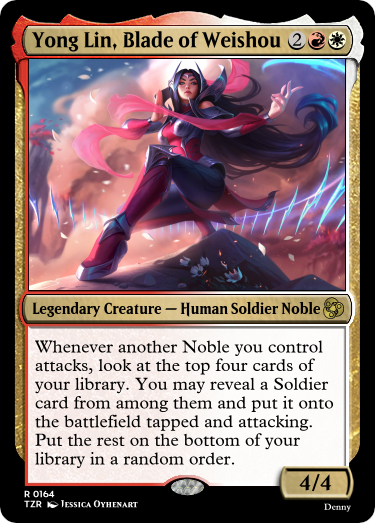 Yong Lin, Blade of Weishou 2
Legendary Creature — Human Soldier Noble
Whenever another Noble you control
attacks, look at the top four cards of
your library. You may reveal a Soldier
card from among them and put it onto
the battlefield tapped and attacking.
Put the rest on the bottom of your
library in a random order.
4/4
R 0164
TZR Jessica Oyhenart
Denny